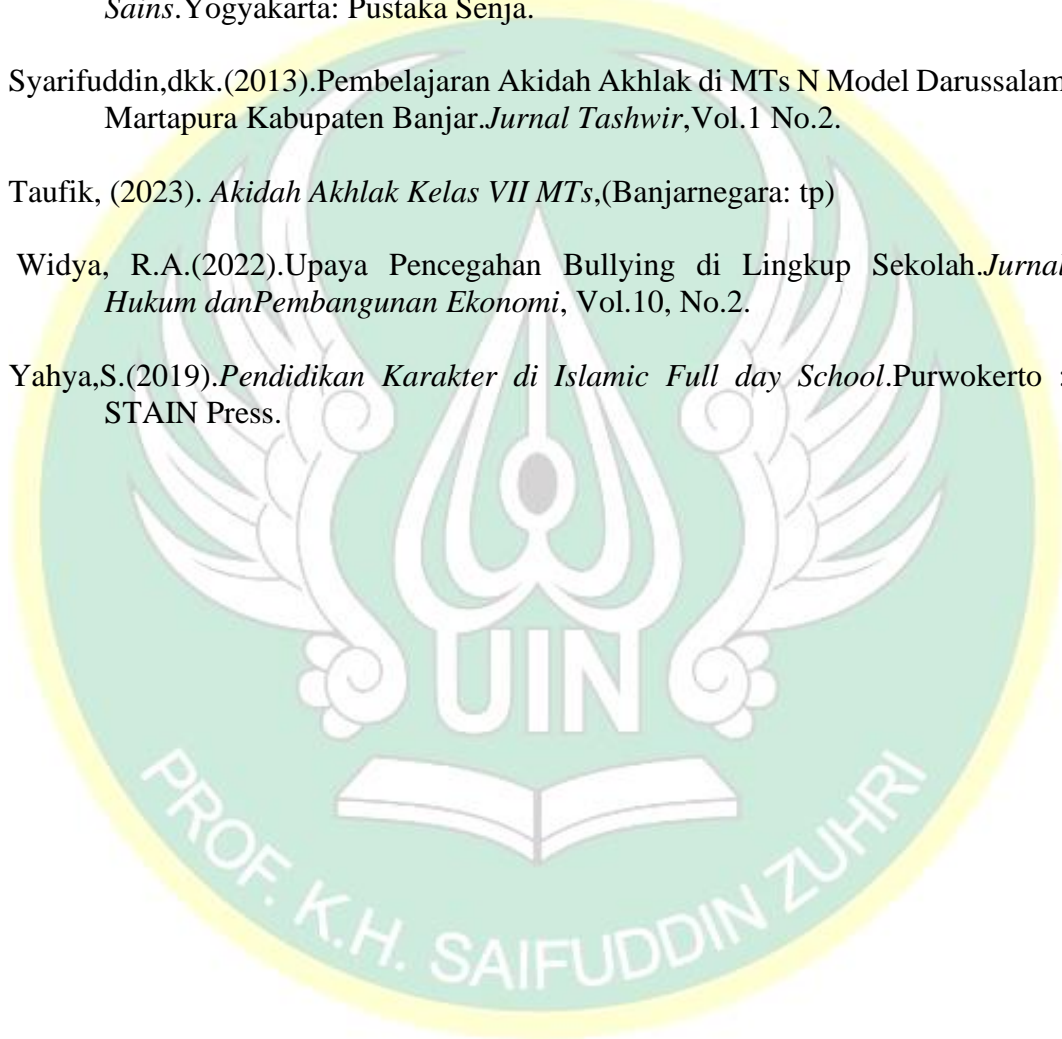 Sains.Yogyakarta: Pustaka Senja.
Syarifuddin,dkk.(2013).Pembelajaran Akidah Akhlak di MTs N Model Darussalam
Martapura Kabupaten Banjar.Jurnal Tashwir,Vol.1 No.2.
Taufik, (2023). Akidah Akhlak Kelas VII MTs,(Banjarnegara: tp)
Widya, R.A.(2022).Upaya Pencegahan Bullying di Lingkup Sekolah.Jurnal
Hukum danPembangunan Ekonomi, Vol.10, No.2.
Yahya,S.(2019).Pendidikan Karakter di Islamic Full day School.Purwokerto :
STAIN Press.
UIN
PROF. K.H. SAIFUDDIN ZUHRI